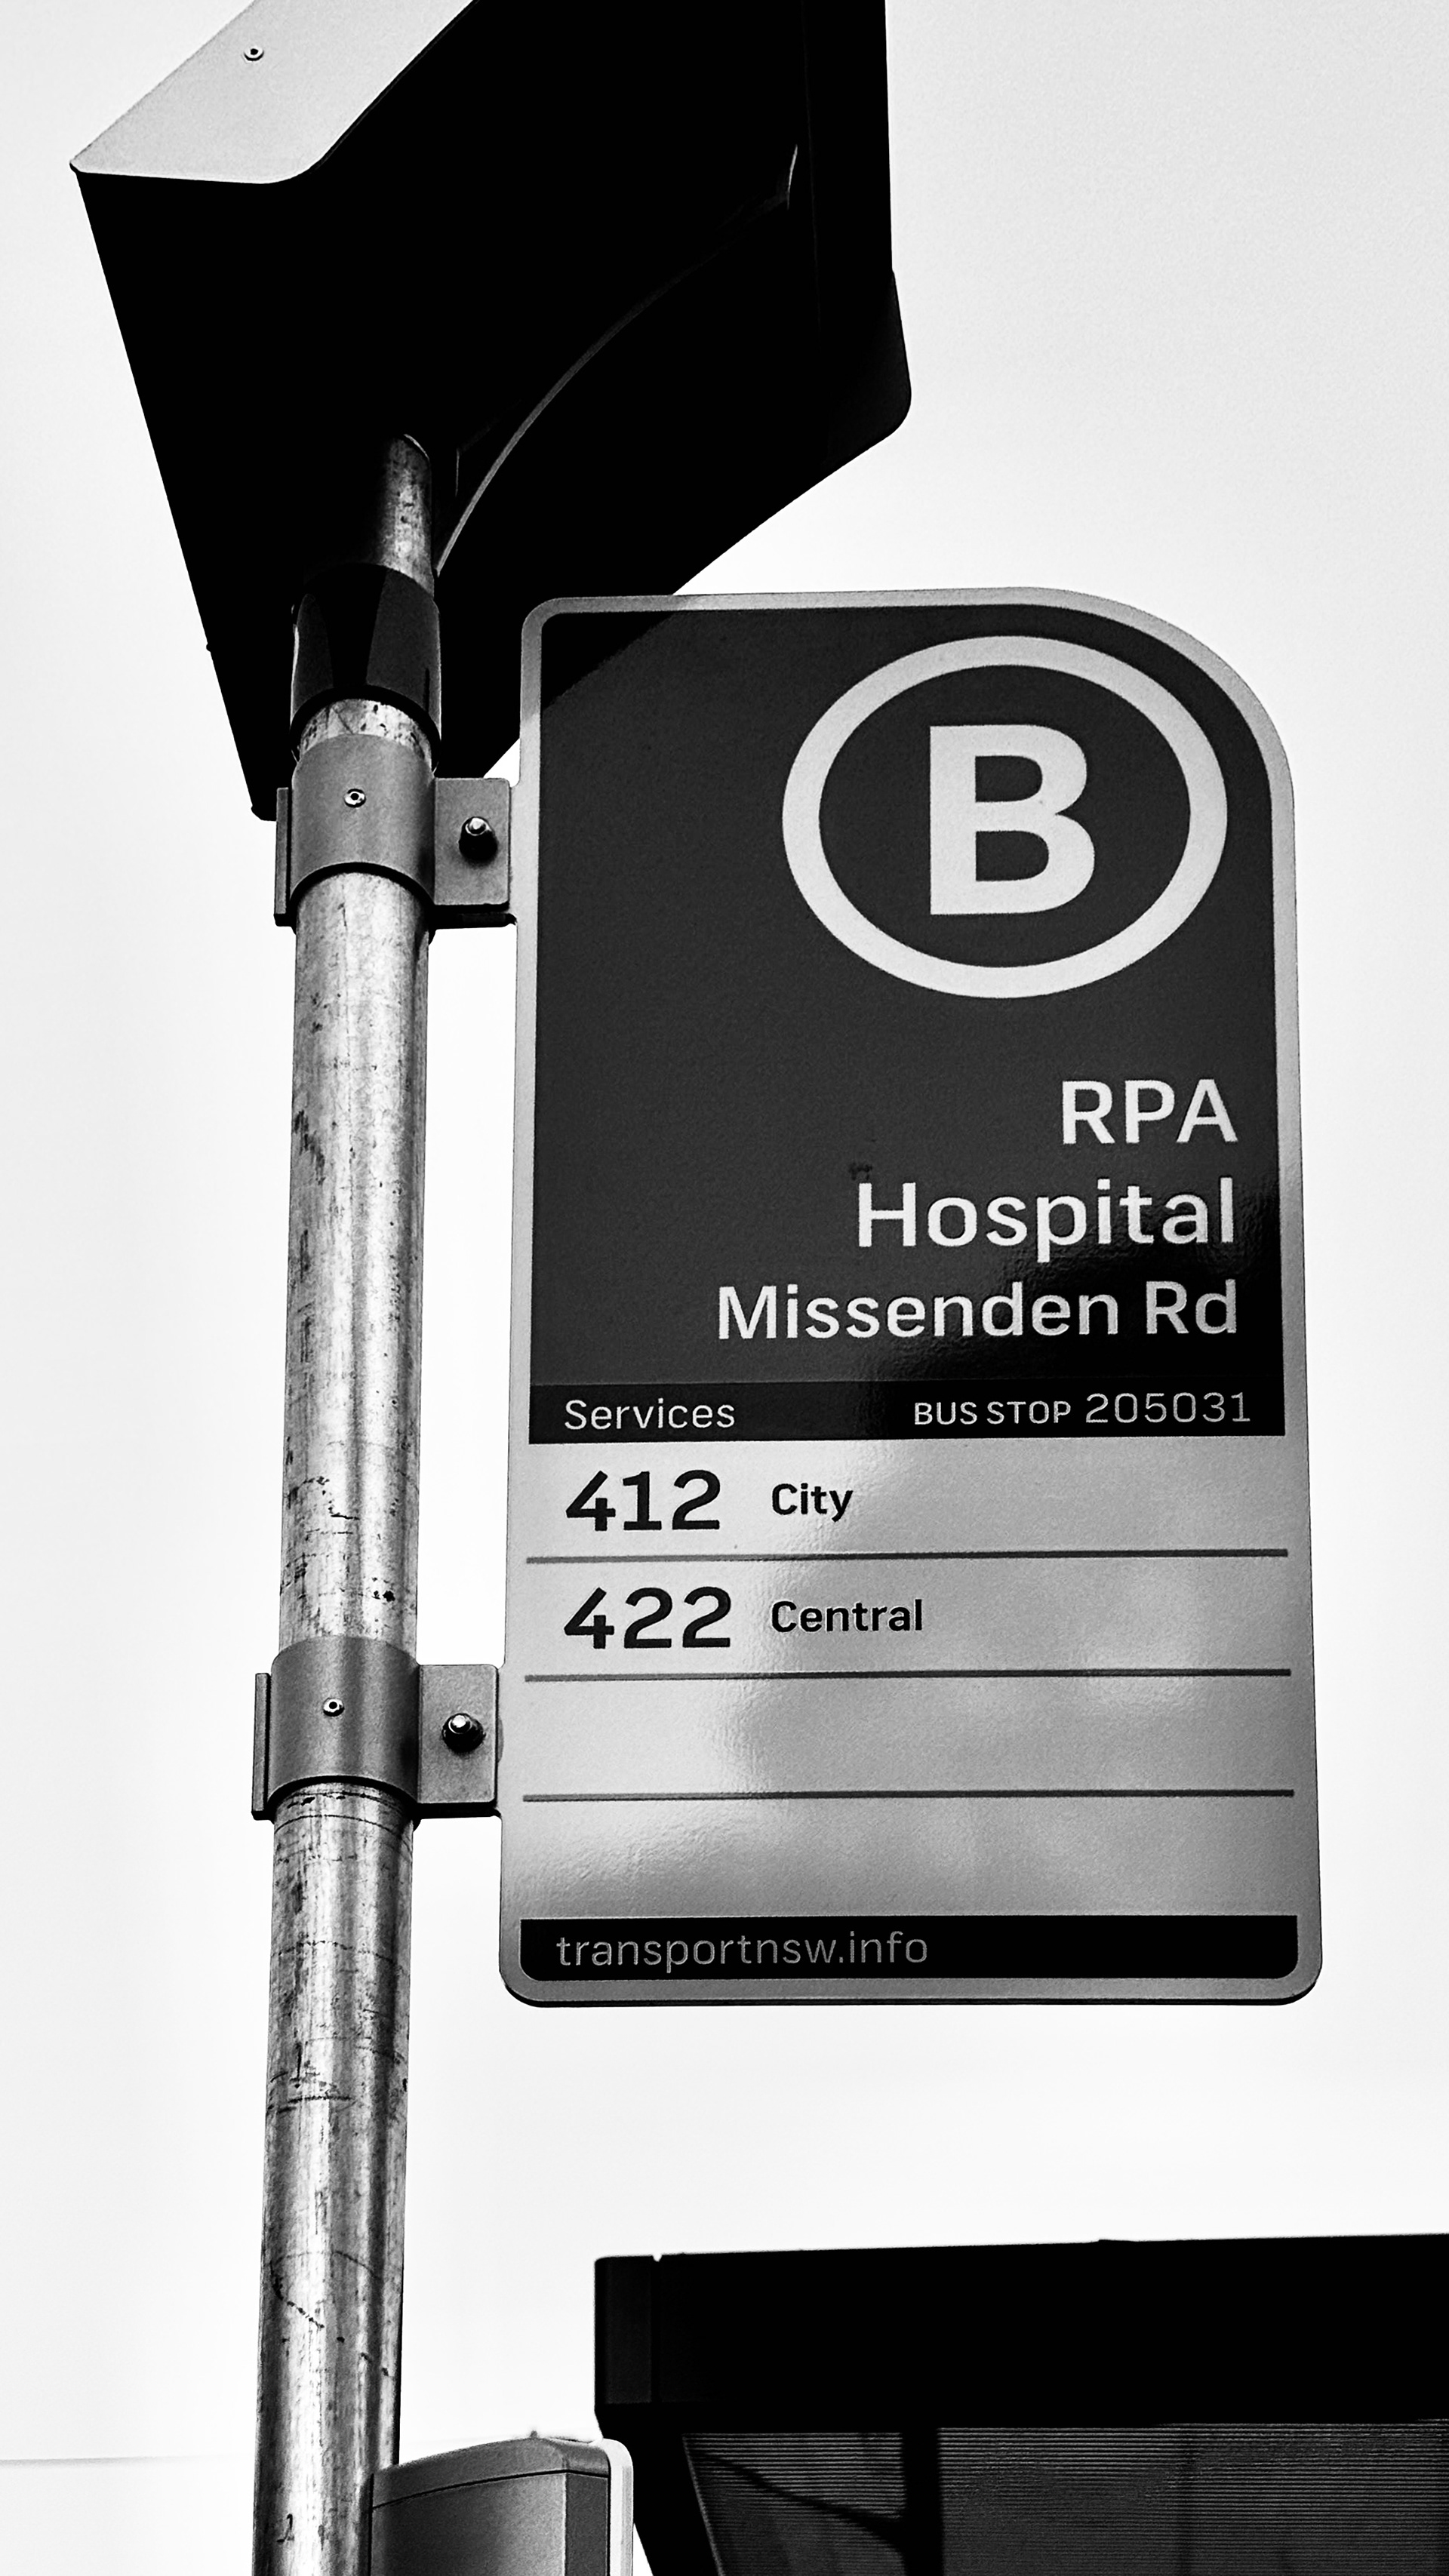 B
RPA
Hospital
Missenden Rd
Services BUS STOP 205031
412 City
422 Central
transportnsw.info